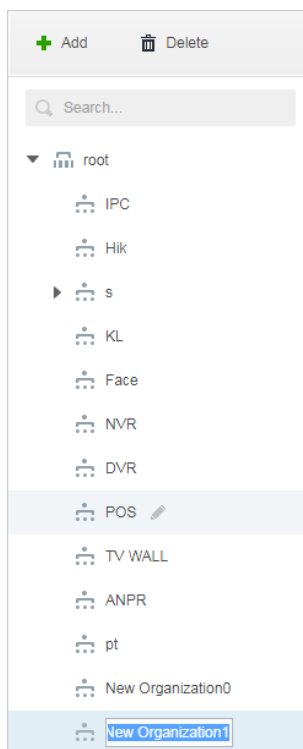 Add Delete
Search...
root
IPC
Hik
s
KL
Face
NVR
DVR
POS
TV WALL
ANPR
pt
New Organization0
New Organization1